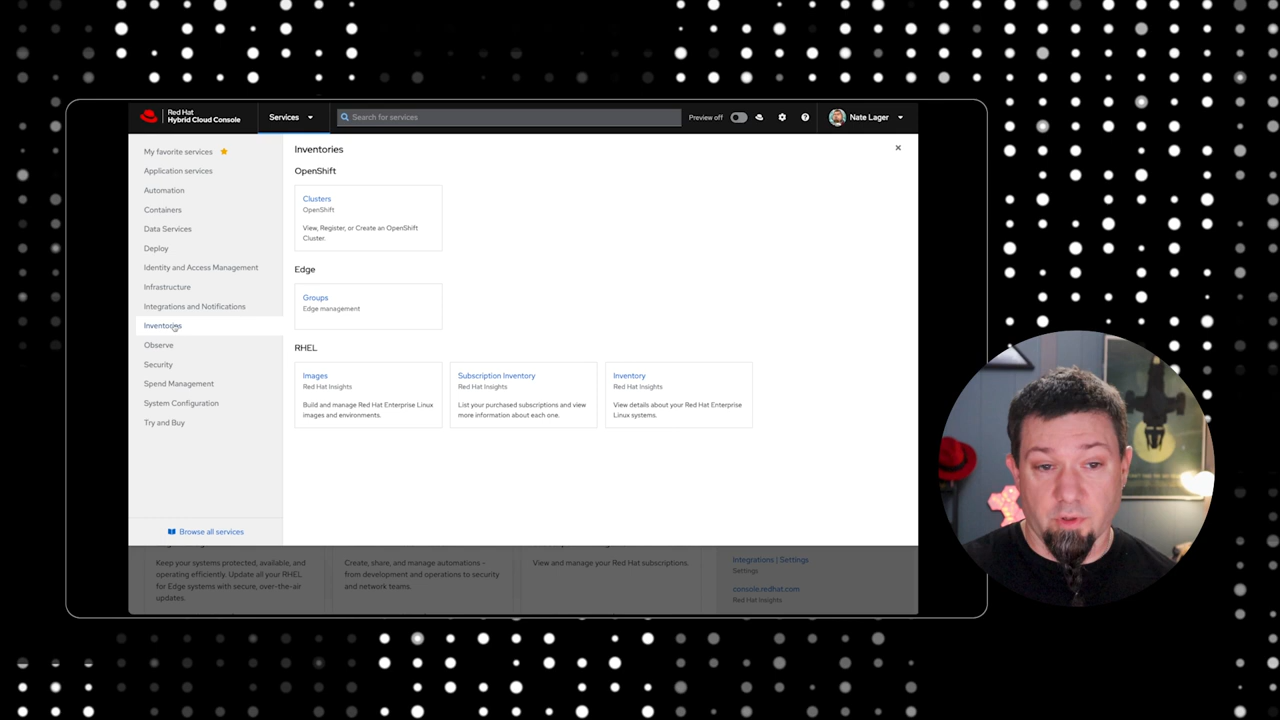 Red Hat
Hybrid Cloud Console
Services
Search for services
Preview off
Nate Lager
My favorite services
Application services
Automation
Containers
Data Services
Deploy
Identity and Access Management
Infrastructure
Integrations and Notifications
Inventories
Observe
Security
Spend Management
System Configuration
Try and Buy
Browse all services
Inventories
OpenShift
Clusters
OpenShift
View, Register, or Create an OpenShift
Cluster.
Edge
Groups
Edge management
RHEL
Images
Red Hat Insights
Build and manage Red Hat Enterprise Linux
images and environments.
Subscription Inventory
Red Hat Insights
List your purchased subscriptions and view
more information about each one.
Inventory
Red Hat Insights
View details about your Red Hat Enterprise
Linux systems.
Keep your systems protected, available, and
operating efficiently. Update all your RHEL
for Edge systems with secure, over-the-air
updates.
Create, share, and manage automations -
from development and operations to security
and network teams.
View and manage your Red Hat subscriptions.
Integrations | Settings
Settings
console.redhat.com
Red Hat Insights